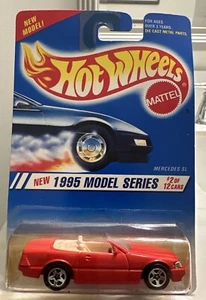 NEW
MODEL!
FOR AGES
OVER 3 YEARS.
DIE CAST METAL PARTS.
Hot Wheels
MATTEL
MERCEDES SL
NEW 1995 MODEL SERIES #2 OF
12 CARS